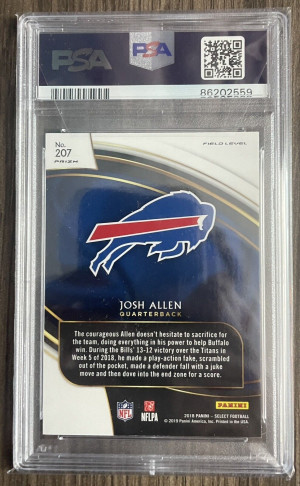 PSA
PSA
86202559
No.
207
PRIZM
FIELD LEVEL
JOSH ALLEN
QUARTERBACK
The courageous Allen doesn't hesitate to sacrifice for
the team, doing everything in his power to help Buffalo
win. During the Bills' 13-12 victory over the Titans in
Week 5 of 2018, he made a play-action fake, scrambled
out of the pocket, made a defender fall with a juke
move and then dove into the end zone for a score.
NFL
NFLPA
PANINI
2018 PANINI – SELECT FOOTBALL
© 2019 Panini America, Inc. Printed in the USA.